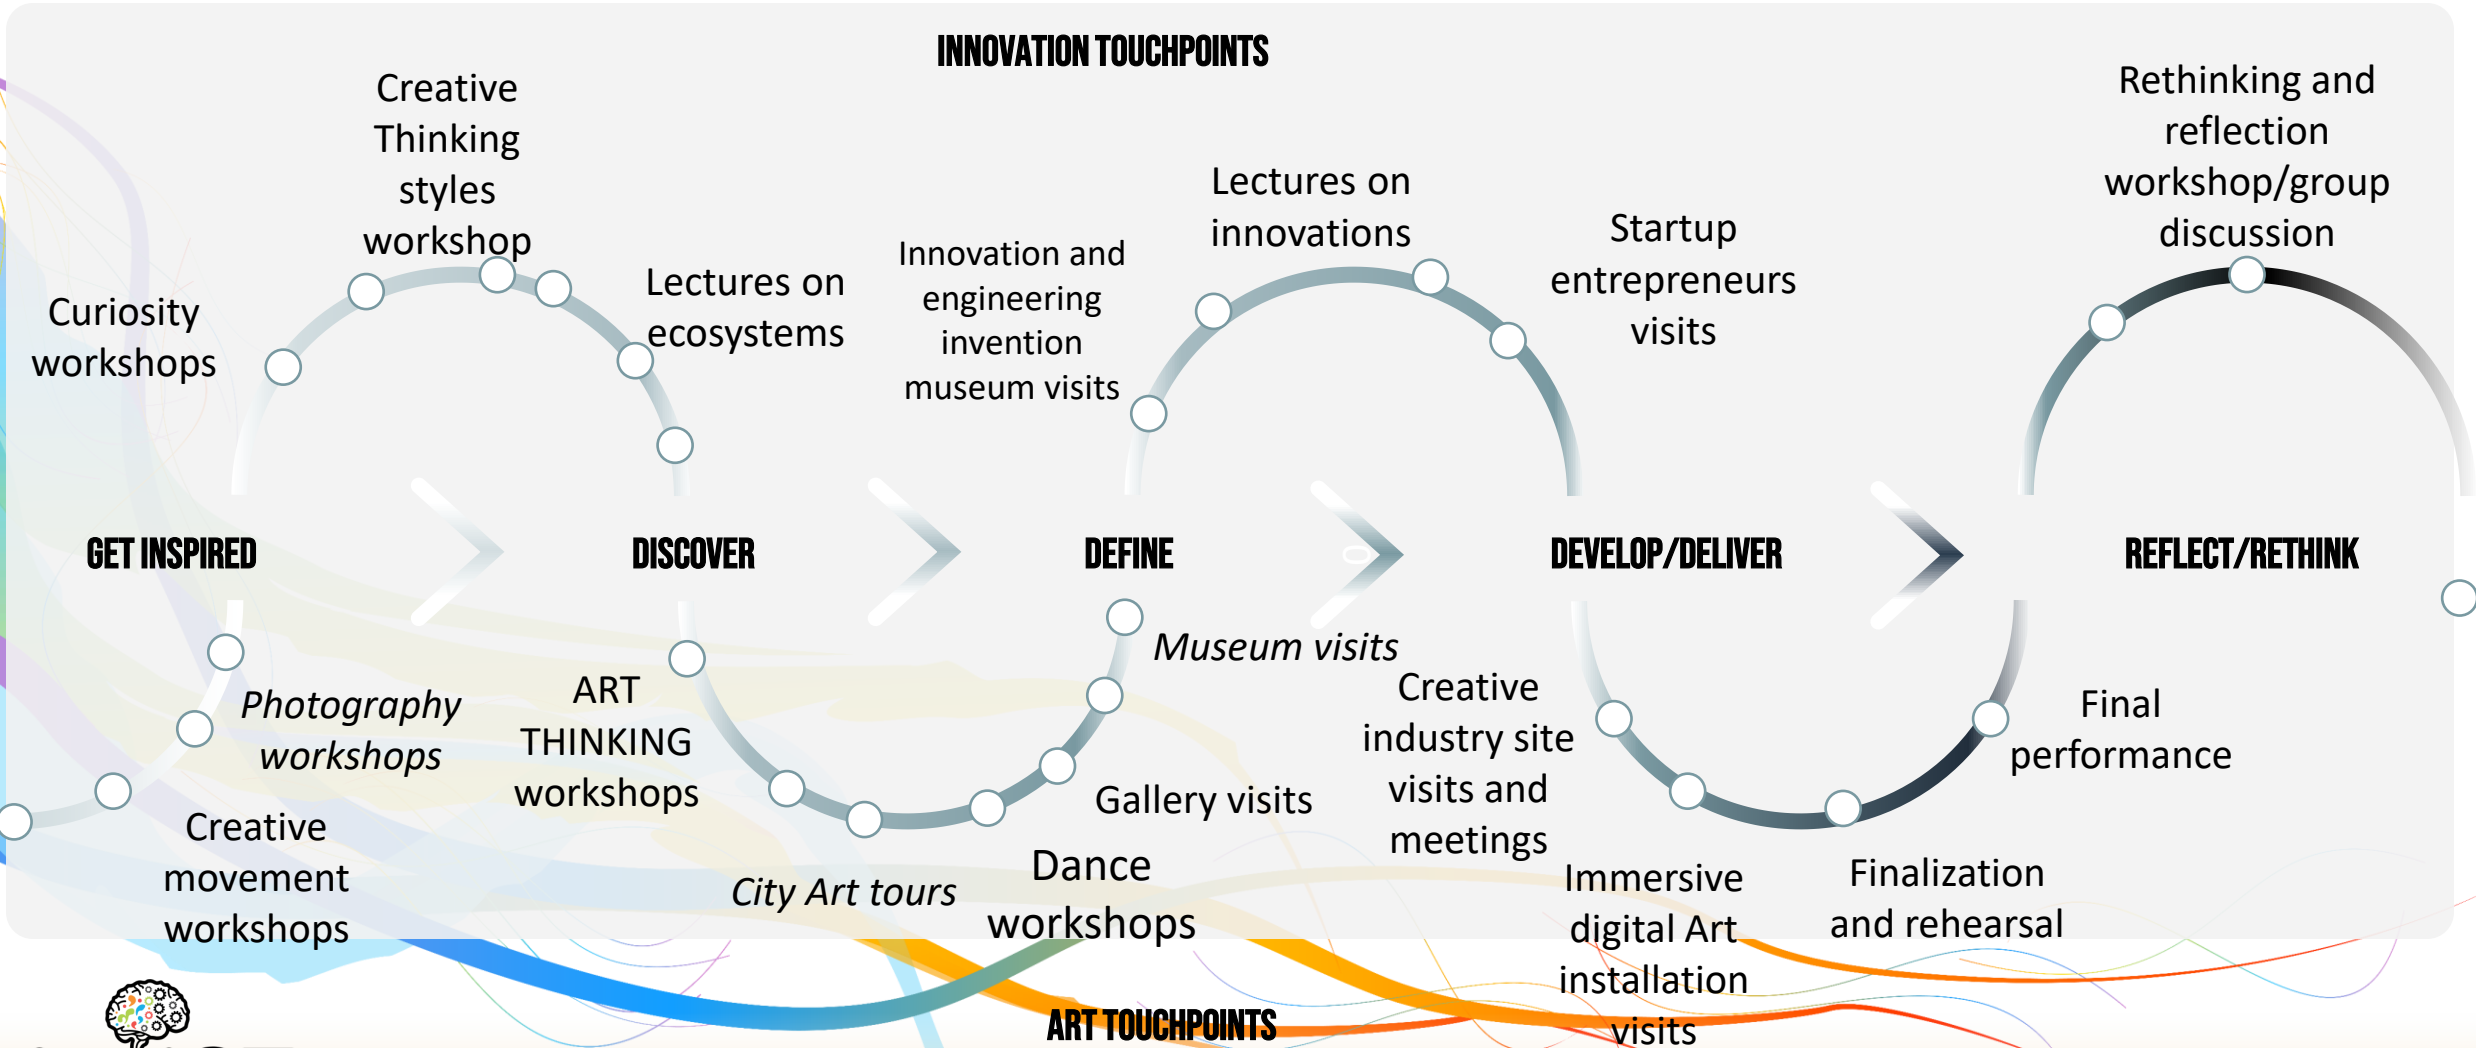 INNOVATION TOUCHPOINTS
Creative
Thinking
styles
workshop
Curiosity
workshops
Lectures on
ecosystems
Innovation and
engineering
invention
museum visits
Lectures on
innovations
Startup
entrepreneurs
visits
Rethinking and
reflection
workshop/group
discussion
GET INSPIRED
DISCOVER
DEFINE
DEVELOP/DELIVER
REFLECT/RETHINK
Photography
workshops
Creative
movement
workshops
ART
THINKING
workshops
City Art tours
Dance
workshops
Gallery visits
Museum visits
Creative
industry site
visits and
meetings
Immersive
digital Art
installation
visits
Finalization
and rehearsal
Final
performance
ART TOUCHPOINTS